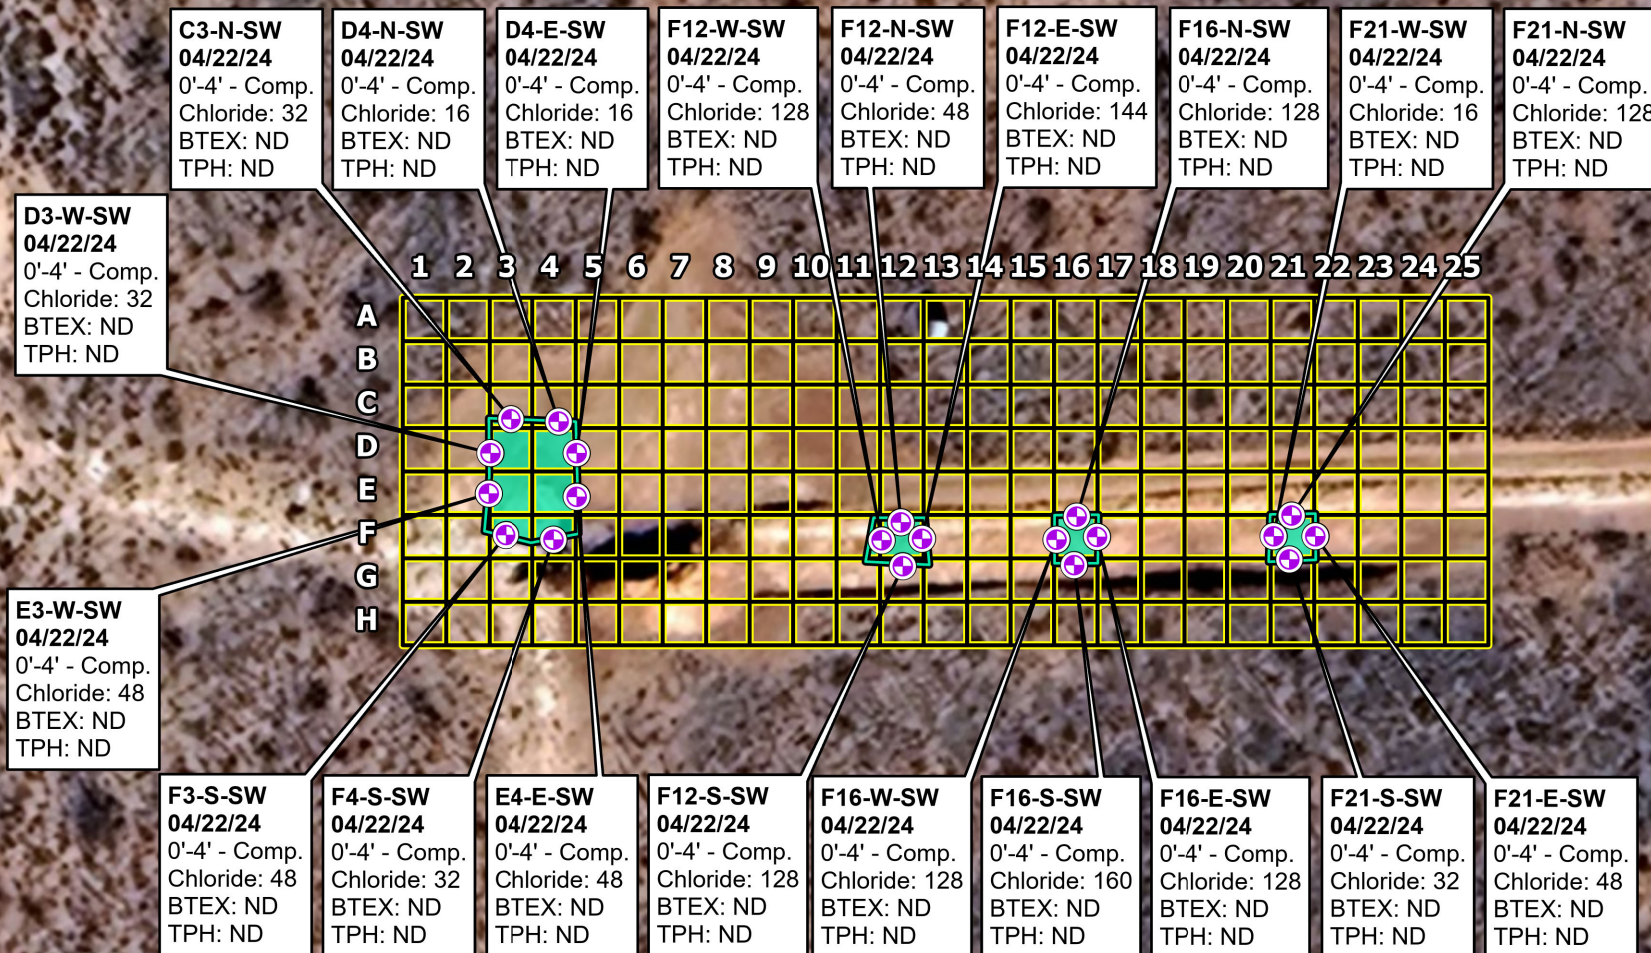 C3-N-SW
04/22/24
0'-4' - Comp.
Chloride: 32
BTEX: ND
TPH: ND
D4-N-SW
04/22/24
0'-4' - Comp.
Chloride: 16
BTEX: ND
TPH: ND
D4-E-SW
04/22/24
0'-4' - Comp.
Chloride: 16
BTEX: ND
TPH: ND
F12-W-SW
04/22/24
0'-4' - Comp.
Chloride: 128
BTEX: ND
TPH: ND
F12-N-SW
04/22/24
0'-4' - Comp.
Chloride: 48
BTEX: ND
TPH: ND
F12-E-SW
04/22/24
0'-4' - Comp.
Chloride: 144
BTEX: ND
TPH: ND
F16-N-SW
04/22/24
0'-4' - Comp.
Chloride: 128
BTEX: ND
TPH: ND
F21-W-SW
04/22/24
0'-4' - Comp.
Chloride: 16
BTEX: ND
TPH: ND
F21-N-SW
04/22/24
0'-4' - Comp.
Chloride: 128
BTEX: ND
TPH: ND
D3-W-SW
04/22/24
0'-4' - Comp.
Chloride: 32
BTEX: ND
TPH: ND
1 2 3 4 5 6 7 8 9 10 11 12 13 14 15 16 17 18 19 20 21 22 23 24 25
A
B
C
D
E
F
G
H
E3-W-SW
04/22/24
0'-4' - Comp.
Chloride: 48
BTEX: ND
TPH: ND
F3-S-SW
04/22/24
0'-4' - Comp.
Chloride: 48
BTEX: ND
TPH: ND
F4-S-SW
04/22/24
0'-4' - Comp.
Chloride: 32
BTEX: ND
TPH: ND
E4-E-SW
04/22/24
0'-4' - Comp.
Chloride: 48
BTEX: ND
TPH: ND
F12-S-SW
04/22/24
0'-4' - Comp.
Chloride: 128
BTEX: ND
TPH: ND
F16-W-SW
04/22/24
0'-4' - Comp.
Chloride: 128
BTEX: ND
TPH: ND
F16-S-SW
04/22/24
0'-4' - Comp.
Chloride: 160
BTEX: ND
TPH: ND
F16-E-SW
04/22/24
0'-4' - Comp.
Chloride: 128
BTEX: ND
TPH: ND
F21-S-SW
04/22/24
0'-4' - Comp.
Chloride: 32
BTEX: ND
TPH: ND
F21-E-SW
04/22/24
0'-4' - Comp.
Chloride: 48
BTEX: ND
TPH: ND